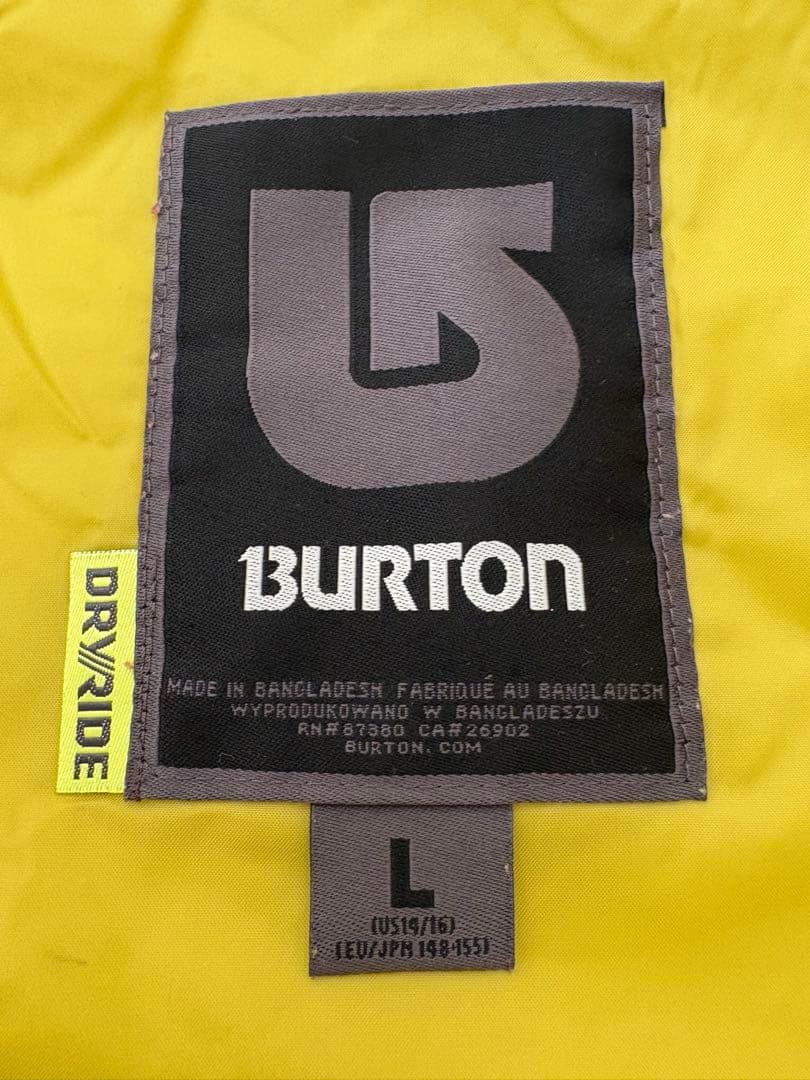 BURTON
DRY//RIDE
MADE IN BANGLADESH FABRIQUÉ AU BANGLADESH
WYPRODUKOWANO W BANGLADESZU
RN#87380 CA#26902
BURTON.COM
L
(US14/16)
(EU/JPN 148-155)